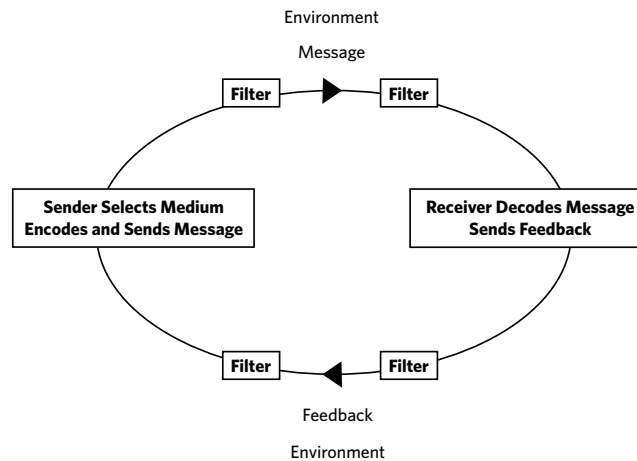 Environment
Message
Filter
Filter
Sender Selects Medium
Encodes and Sends Message
Receiver Decodes Message
Sends Feedback
Filter
Filter
Feedback
Environment